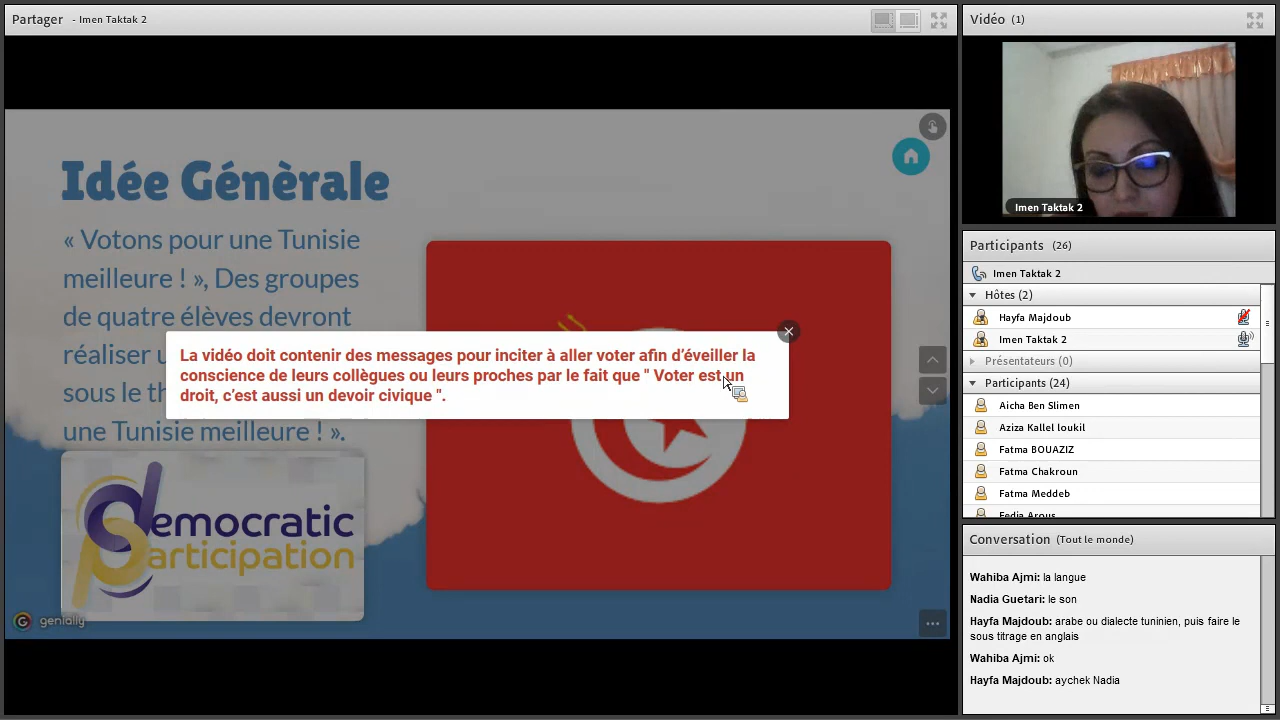 Partager - Imen Taktak 2
Idée Génèrale
« Votons pour une Tunisie
meilleure ! », Des groupes
de quatre élèves devront
réaliser
sous le
une Tunisie meilleure ! ».
La vidéo doit contenir des messages pour inciter à aller voter afin d’éveiller la
conscience de leurs collègues ou leurs proches par le fait que " Voter est un
droit, c’est aussi un devoir civique ".
democratic
participation
genially
Vidéo (1)
Imen Taktak 2
Participants (26)
Imen Taktak 2
Hôtes (2)
Hayfa Majdoub
Imen Taktak 2
Présentateurs (0)
Participants (24)
Aicha Ben Slimen
Aziza Kallel loukil
Fatma BOUAZIZ
Fatma Chakroun
Fatma Meddeb
Fedia Arous
Conversation (Tout le monde)
Wahiba Ajmi: la langue
Nadia Guetari: le son
Hayfa Majdoub: arabe ou dialecte tuninien, puis faire le
sous titrage en anglais
Wahiba Ajmi: ok
Hayfa Majdoub: aychek Nadia